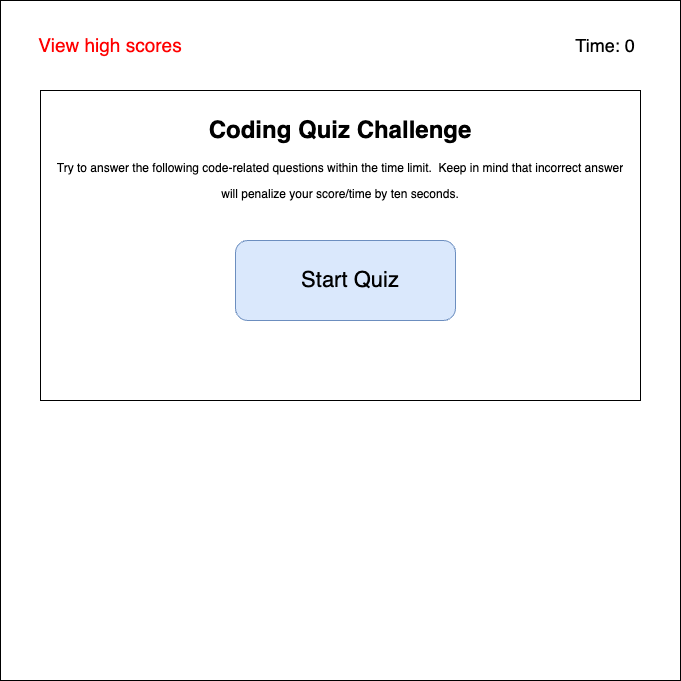 View high scores
Time: 0
Coding Quiz Challenge
Try to answer the following code-related questions within the time limit.  Keep in mind that incorrect answer
will penalize your score/time by ten seconds.
Start Quiz